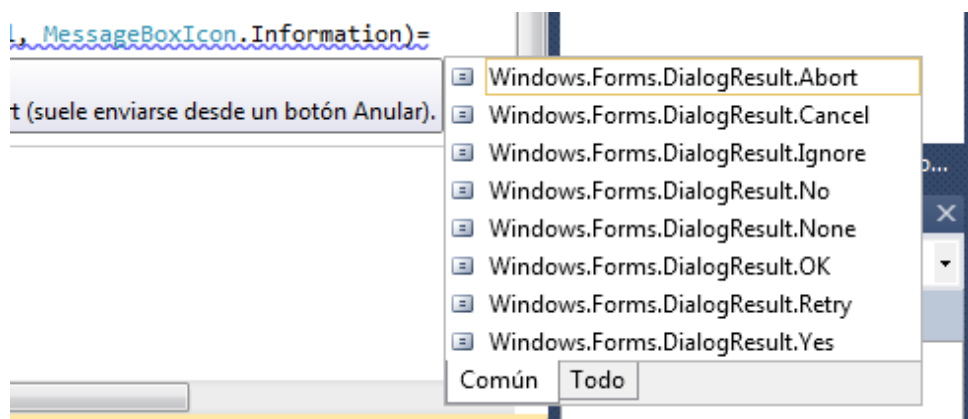 l, MessageBoxIcon.Information)=
Windows.Forms.DialogResult.Abort
t (suele enviarse desde un botón Anular).
Windows.Forms.DialogResult.Cancel
Windows.Forms.DialogResult.Ignore
Windows.Forms.DialogResult.No
Windows.Forms.DialogResult.None
Windows.Forms.DialogResult.OK
Windows.Forms.DialogResult.Retry
Windows.Forms.DialogResult.Yes
Común Todo